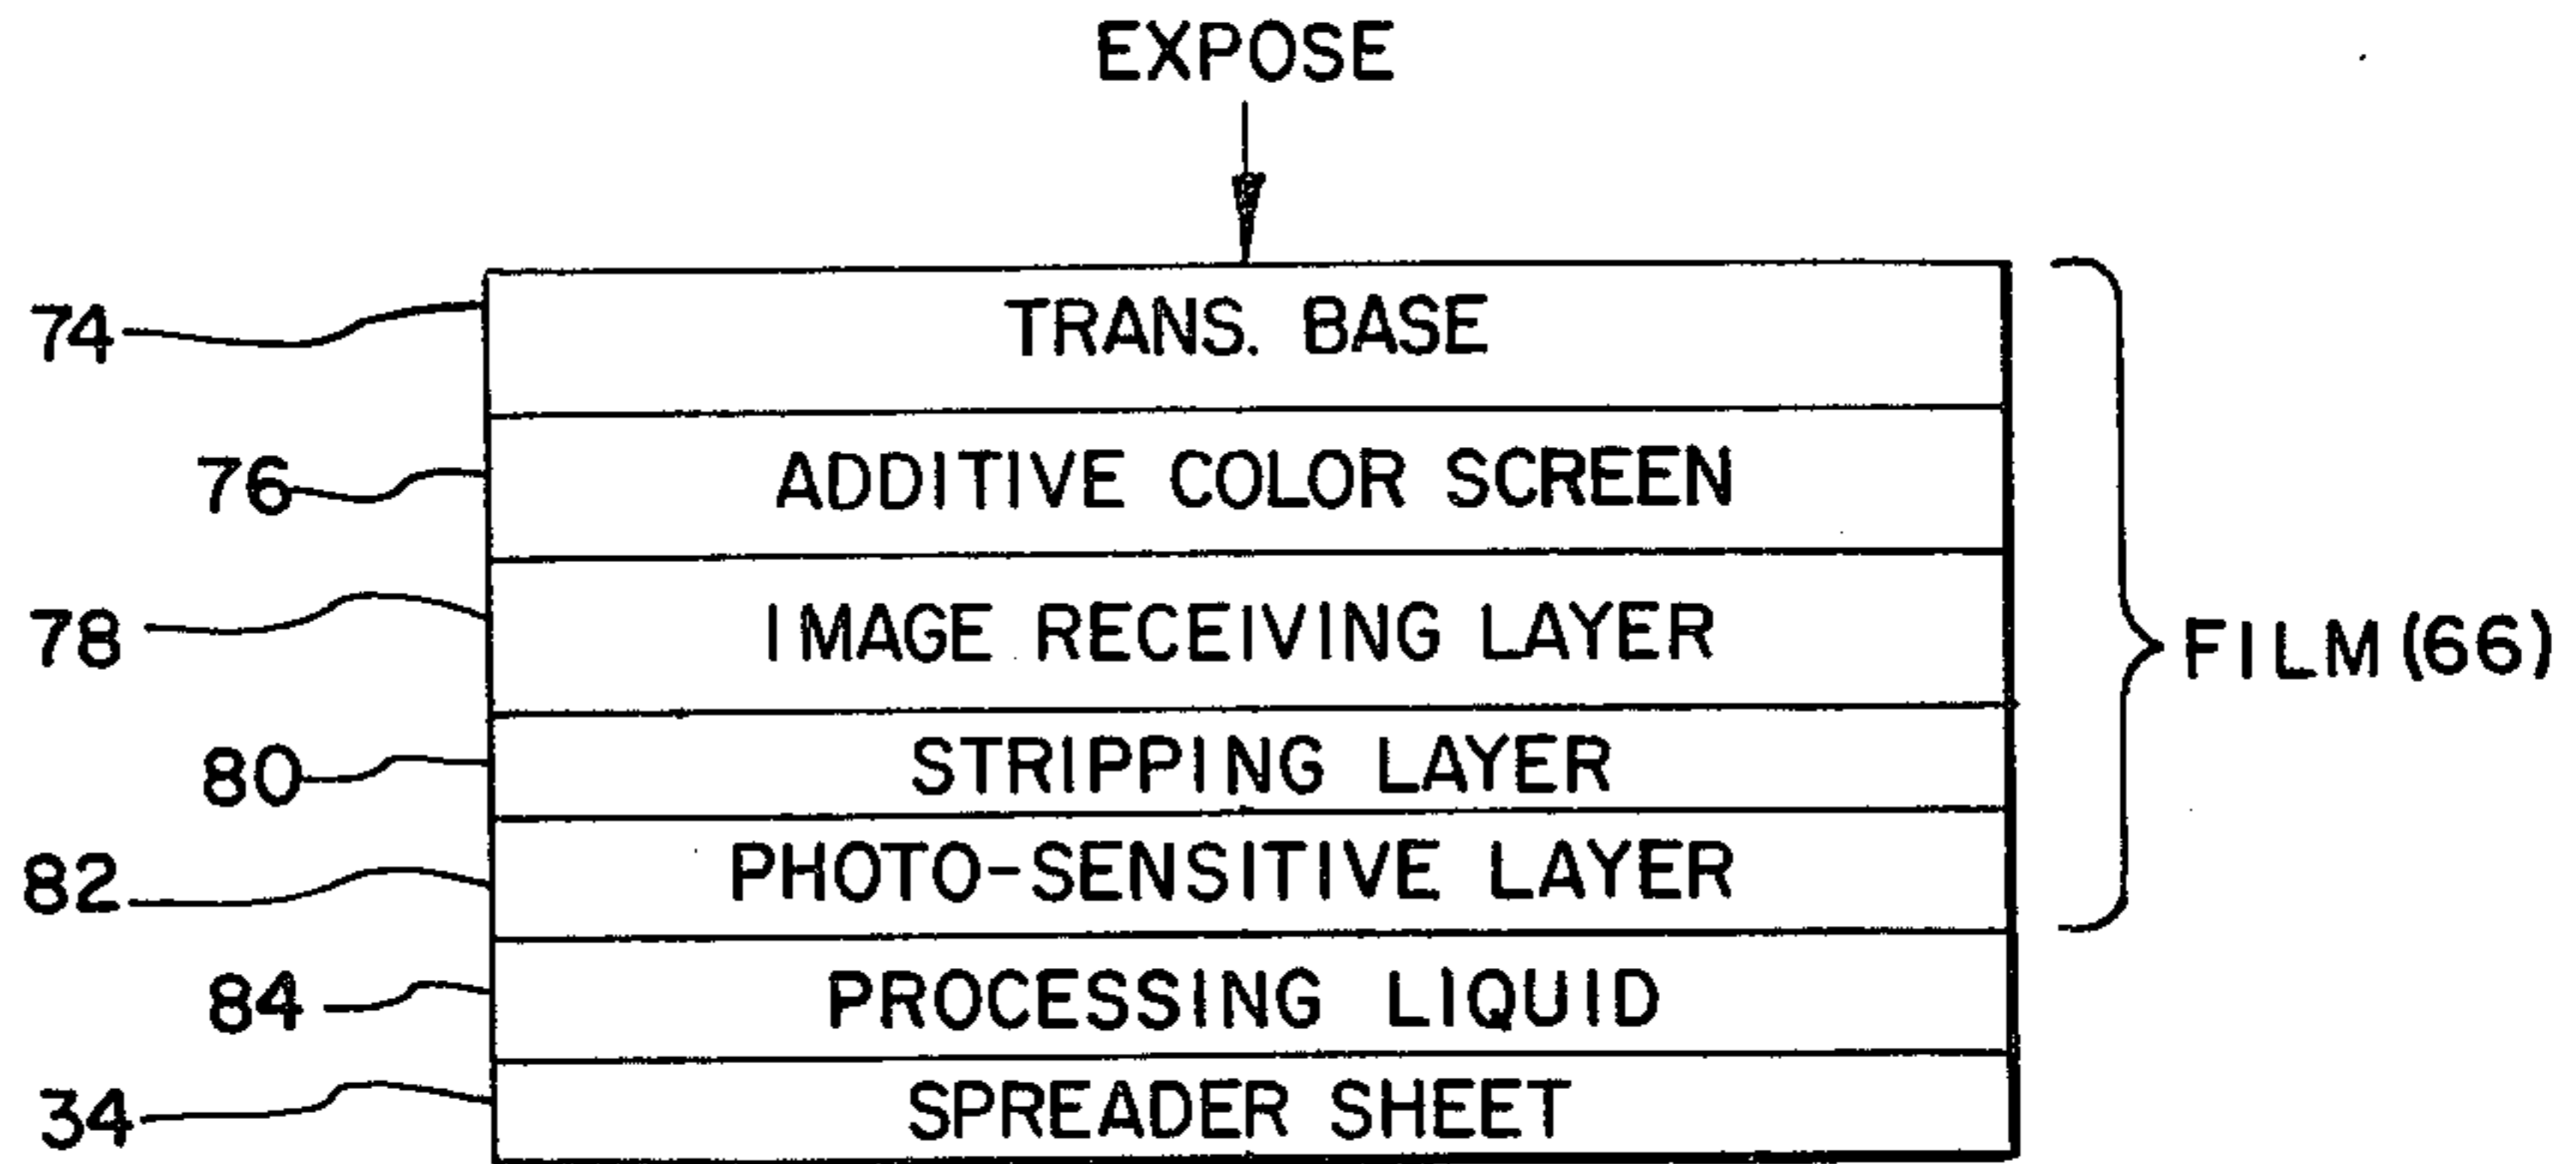 EXPOSE
74 TRANS. BASE
76 ADDITIVE COLOR SCREEN
78 IMAGE RECEIVING LAYER
FILM (66)
80 STRIPPING LAYER
82 PHOTO-SENSITIVE LAYER
84 PROCESSING LIQUID
34 SPREADER SHEET